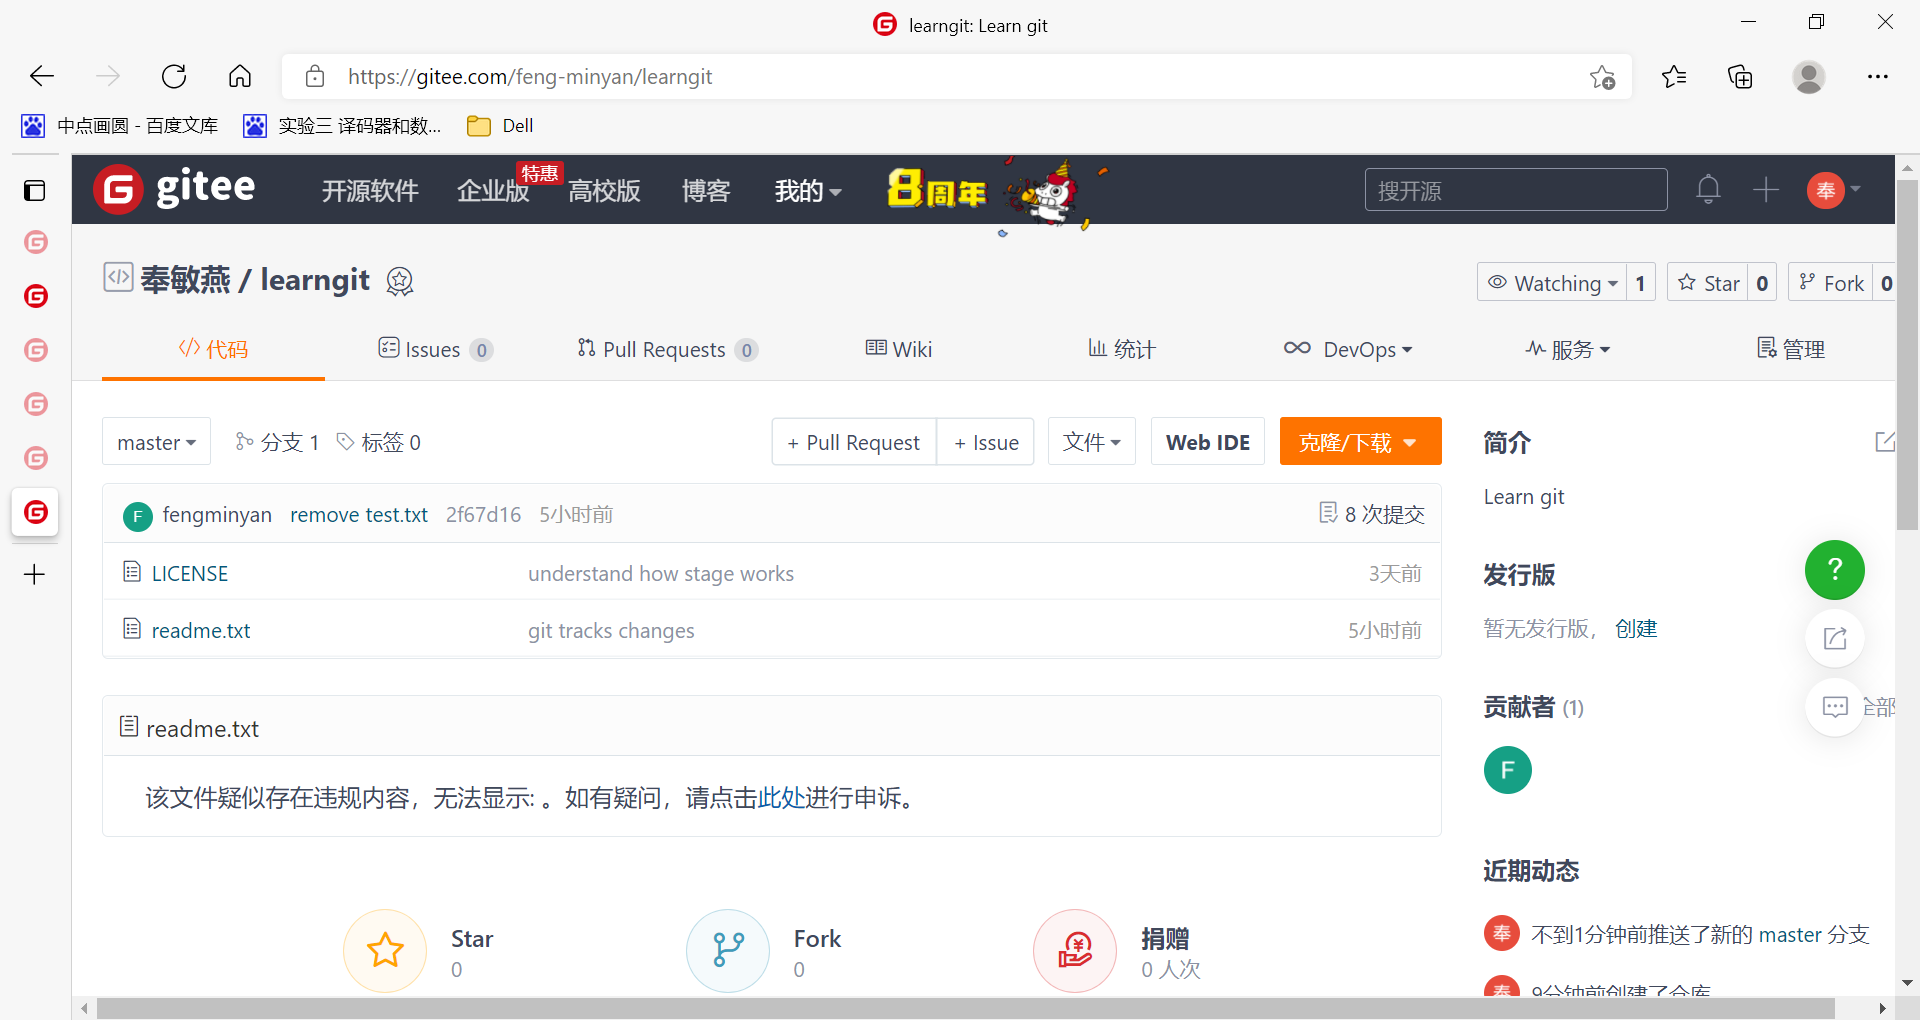 learngit: Learn git
https://gitee.com/feng-minyan/learngit
中点画圆 - 百度文库 实验三 译码器和数... Dell
gitee 开源软件 企业版 特惠 高校版 博客 我的 8周年 搜开源 奉
奉敏燕 / learngit
Watching 1 Star 0 Fork 0
代码 Issues 0 Pull Requests 0 Wiki 统计 DevOps 服务 管理
master 分支 1 标签 0 + Pull Request + Issue 文件 Web IDE 克隆/下载
F fengminyan remove test.txt 2f67d16 5小时前 8 次提交
LICENSE understand how stage works 3天前
readme.txt git tracks changes 5小时前
readme.txt
该文件疑似存在违规内容，无法显示: 。如有疑问，请点击此处进行申诉。
Star
0
Fork
0
捐赠
0 人次
简介
Learn git
发行版
暂无发行版， 创建
贡献者 (1) 全部
F
近期动态
奉 不到1分钟前推送了新的 master 分支
奉 9分钟前创建了仓库